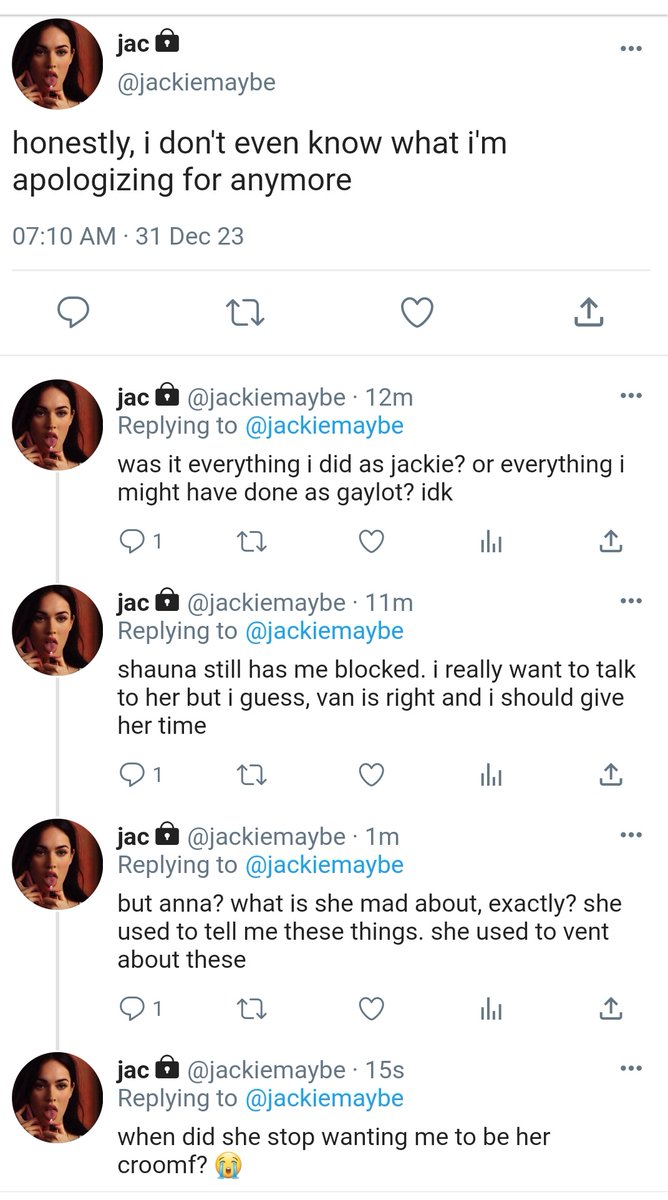 jac 🔒
@jackiemaybe
honestly, i don't even know what i'm
apologizing for anymore
07:10 AM · 31 Dec 23
jac 🔒 @jackiemaybe · 12m
Replying to @jackiemaybe
was it everything i did as jackie? or everything i
might have done as gaylot? idk
1
jac 🔒 @jackiemaybe · 11m
Replying to @jackiemaybe
shauna still has me blocked. i really want to talk
to her but i guess, van is right and i should give
her time
1
jac 🔒 @jackiemaybe · 1m
Replying to @jackiemaybe
but anna? what is she mad about, exactly? she
used to tell me these things. she used to vent
about these
1
jac 🔒 @jackiemaybe · 15s
Replying to @jackiemaybe
when did she stop wanting me to be her
croomf? 😭